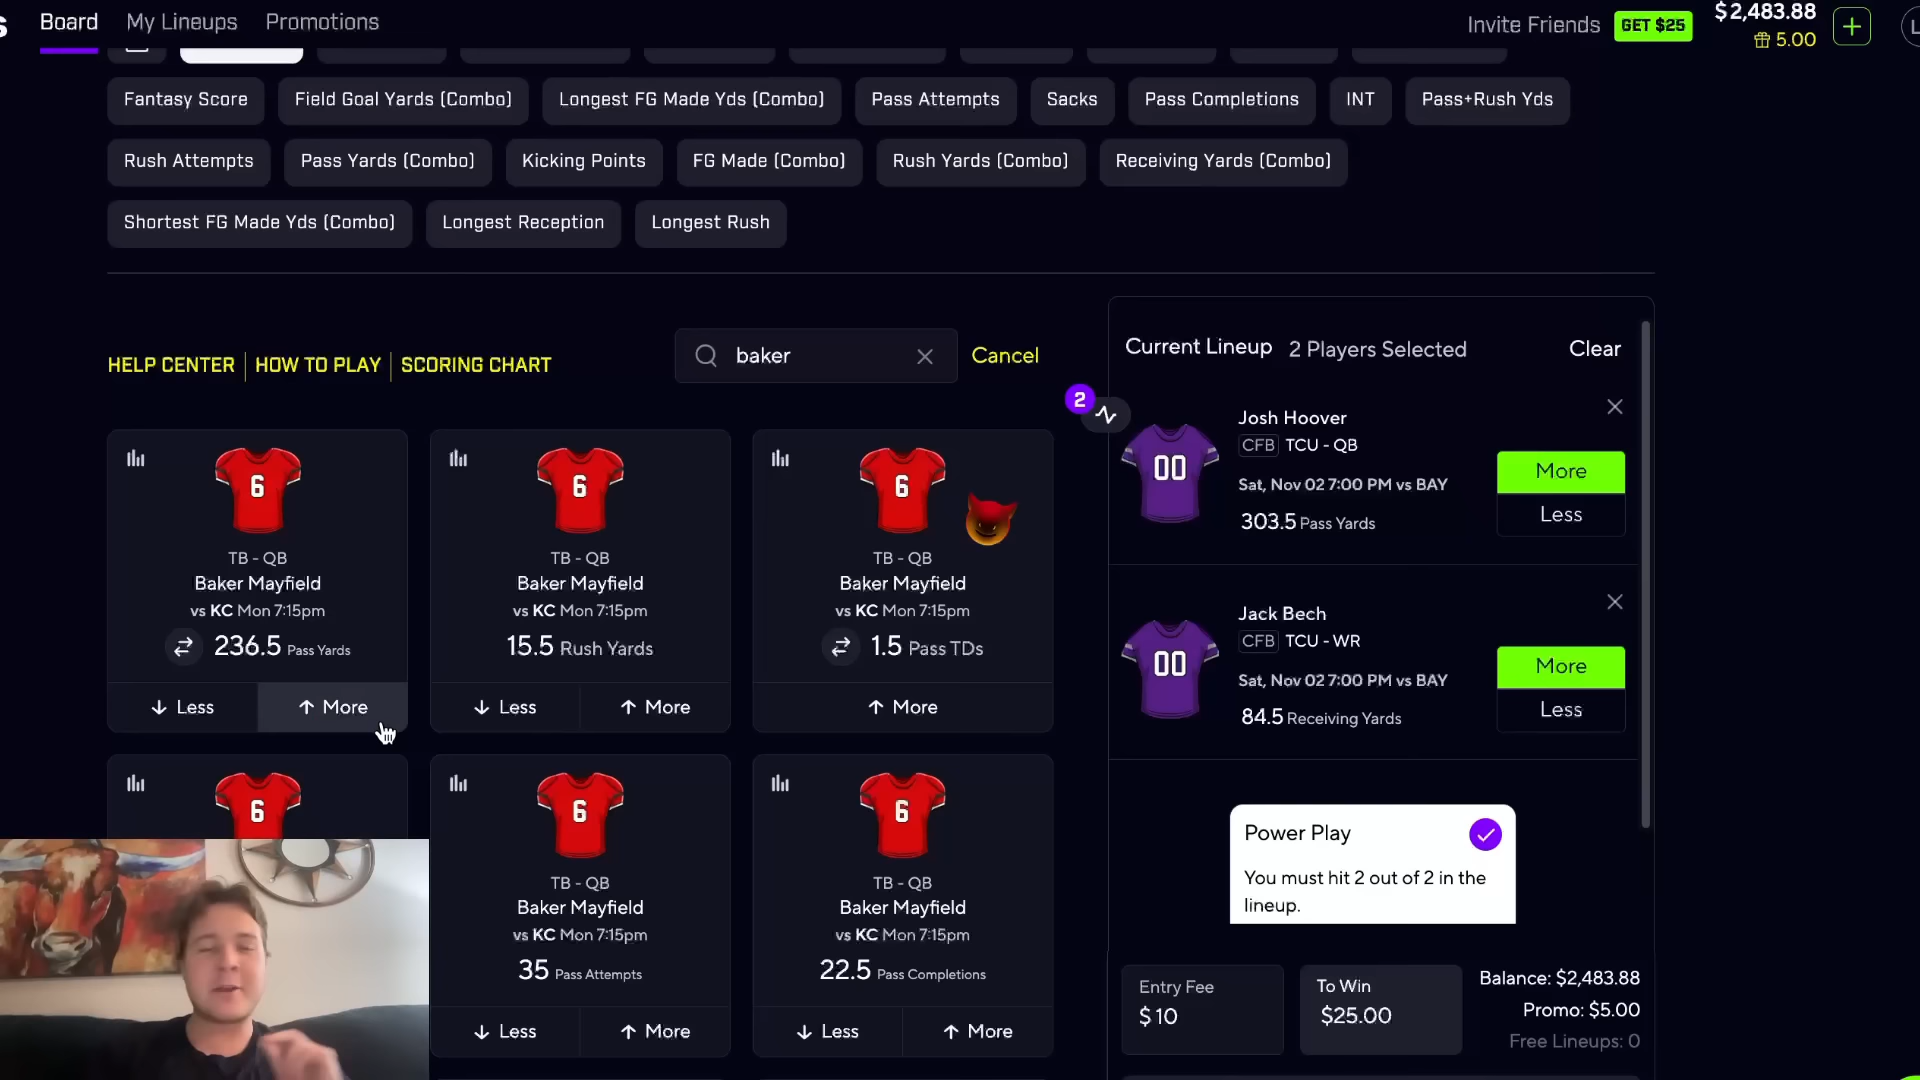 Board My Lineups Promotions
Invite Friends GET $25 $2,483.88
5.00
Fantasy Score Field Goal Yards (Combo) Longest FG Made Yds (Combo) Pass Attempts Sacks Pass Completions INT Pass+Rush Yds
Rush Attempts Pass Yards (Combo) Kicking Points FG Made (Combo) Rush Yards (Combo) Receiving Yards (Combo)
Shortest FG Made Yds (Combo) Longest Reception Longest Rush
HELP CENTER HOW TO PLAY SCORING CHART
baker Cancel
6
TB - QB
Baker Mayfield
vs KC Mon 7:15pm
236.5 Pass Yards
Less More
6
TB - QB
Baker Mayfield
vs KC Mon 7:15pm
15.5 Rush Yards
Less More
6
TB - QB
Baker Mayfield
vs KC Mon 7:15pm
1.5 Pass TDs
More
6
6
TB - QB
Baker Mayfield
vs KC Mon 7:15pm
35 Pass Attempts
Less More
6
TB - QB
Baker Mayfield
vs KC Mon 7:15pm
22.5 Pass Completions
Less More
Current Lineup 2 Players Selected Clear
2
00
Josh Hoover
CFB TCU - QB
Sat, Nov 02 7:00 PM vs BAY
303.5 Pass Yards
More
Less
00
Jack Bech
CFB TCU - WR
Sat, Nov 02 7:00 PM vs BAY
84.5 Receiving Yards
More
Less
Power Play
You must hit 2 out of 2 in the
lineup.
Entry Fee
$10
To Win
$25.00
Balance: $2,483.88
Promo: $5.00
Free Lineups: 0